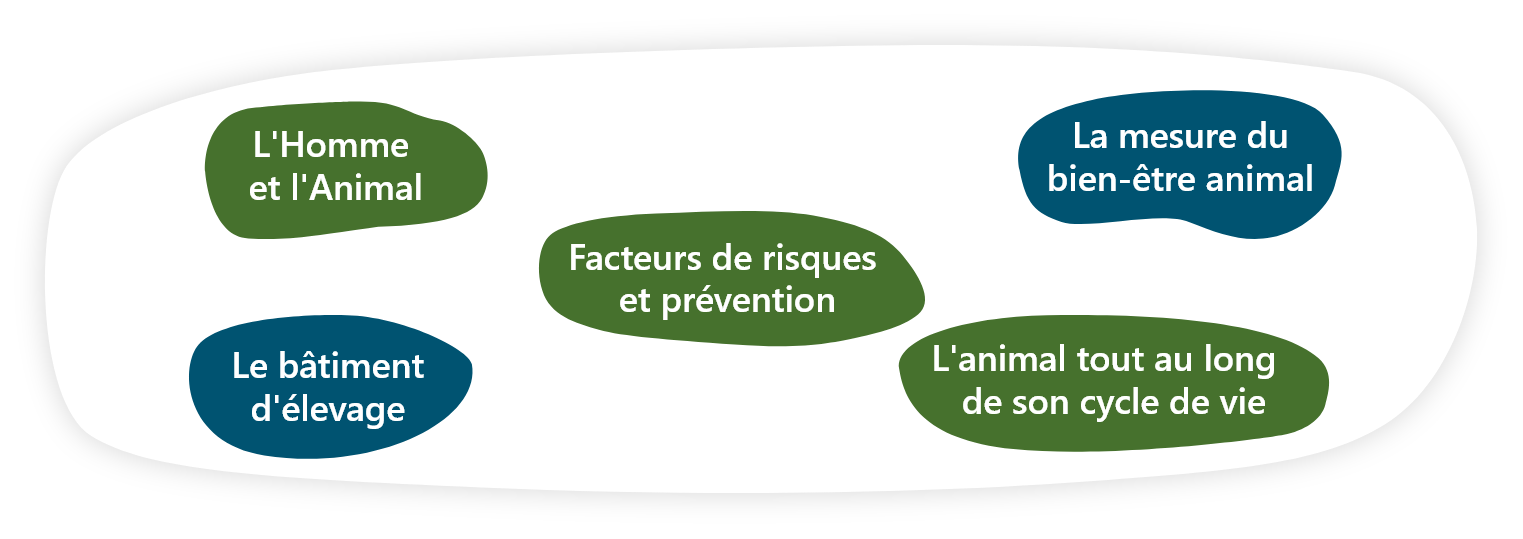 L'Homme
et l'Animal
La mesure du
bien-être animal
Facteurs de risques
et prévention
Le bâtiment
d'élevage
L'animal tout au long
de son cycle de vie